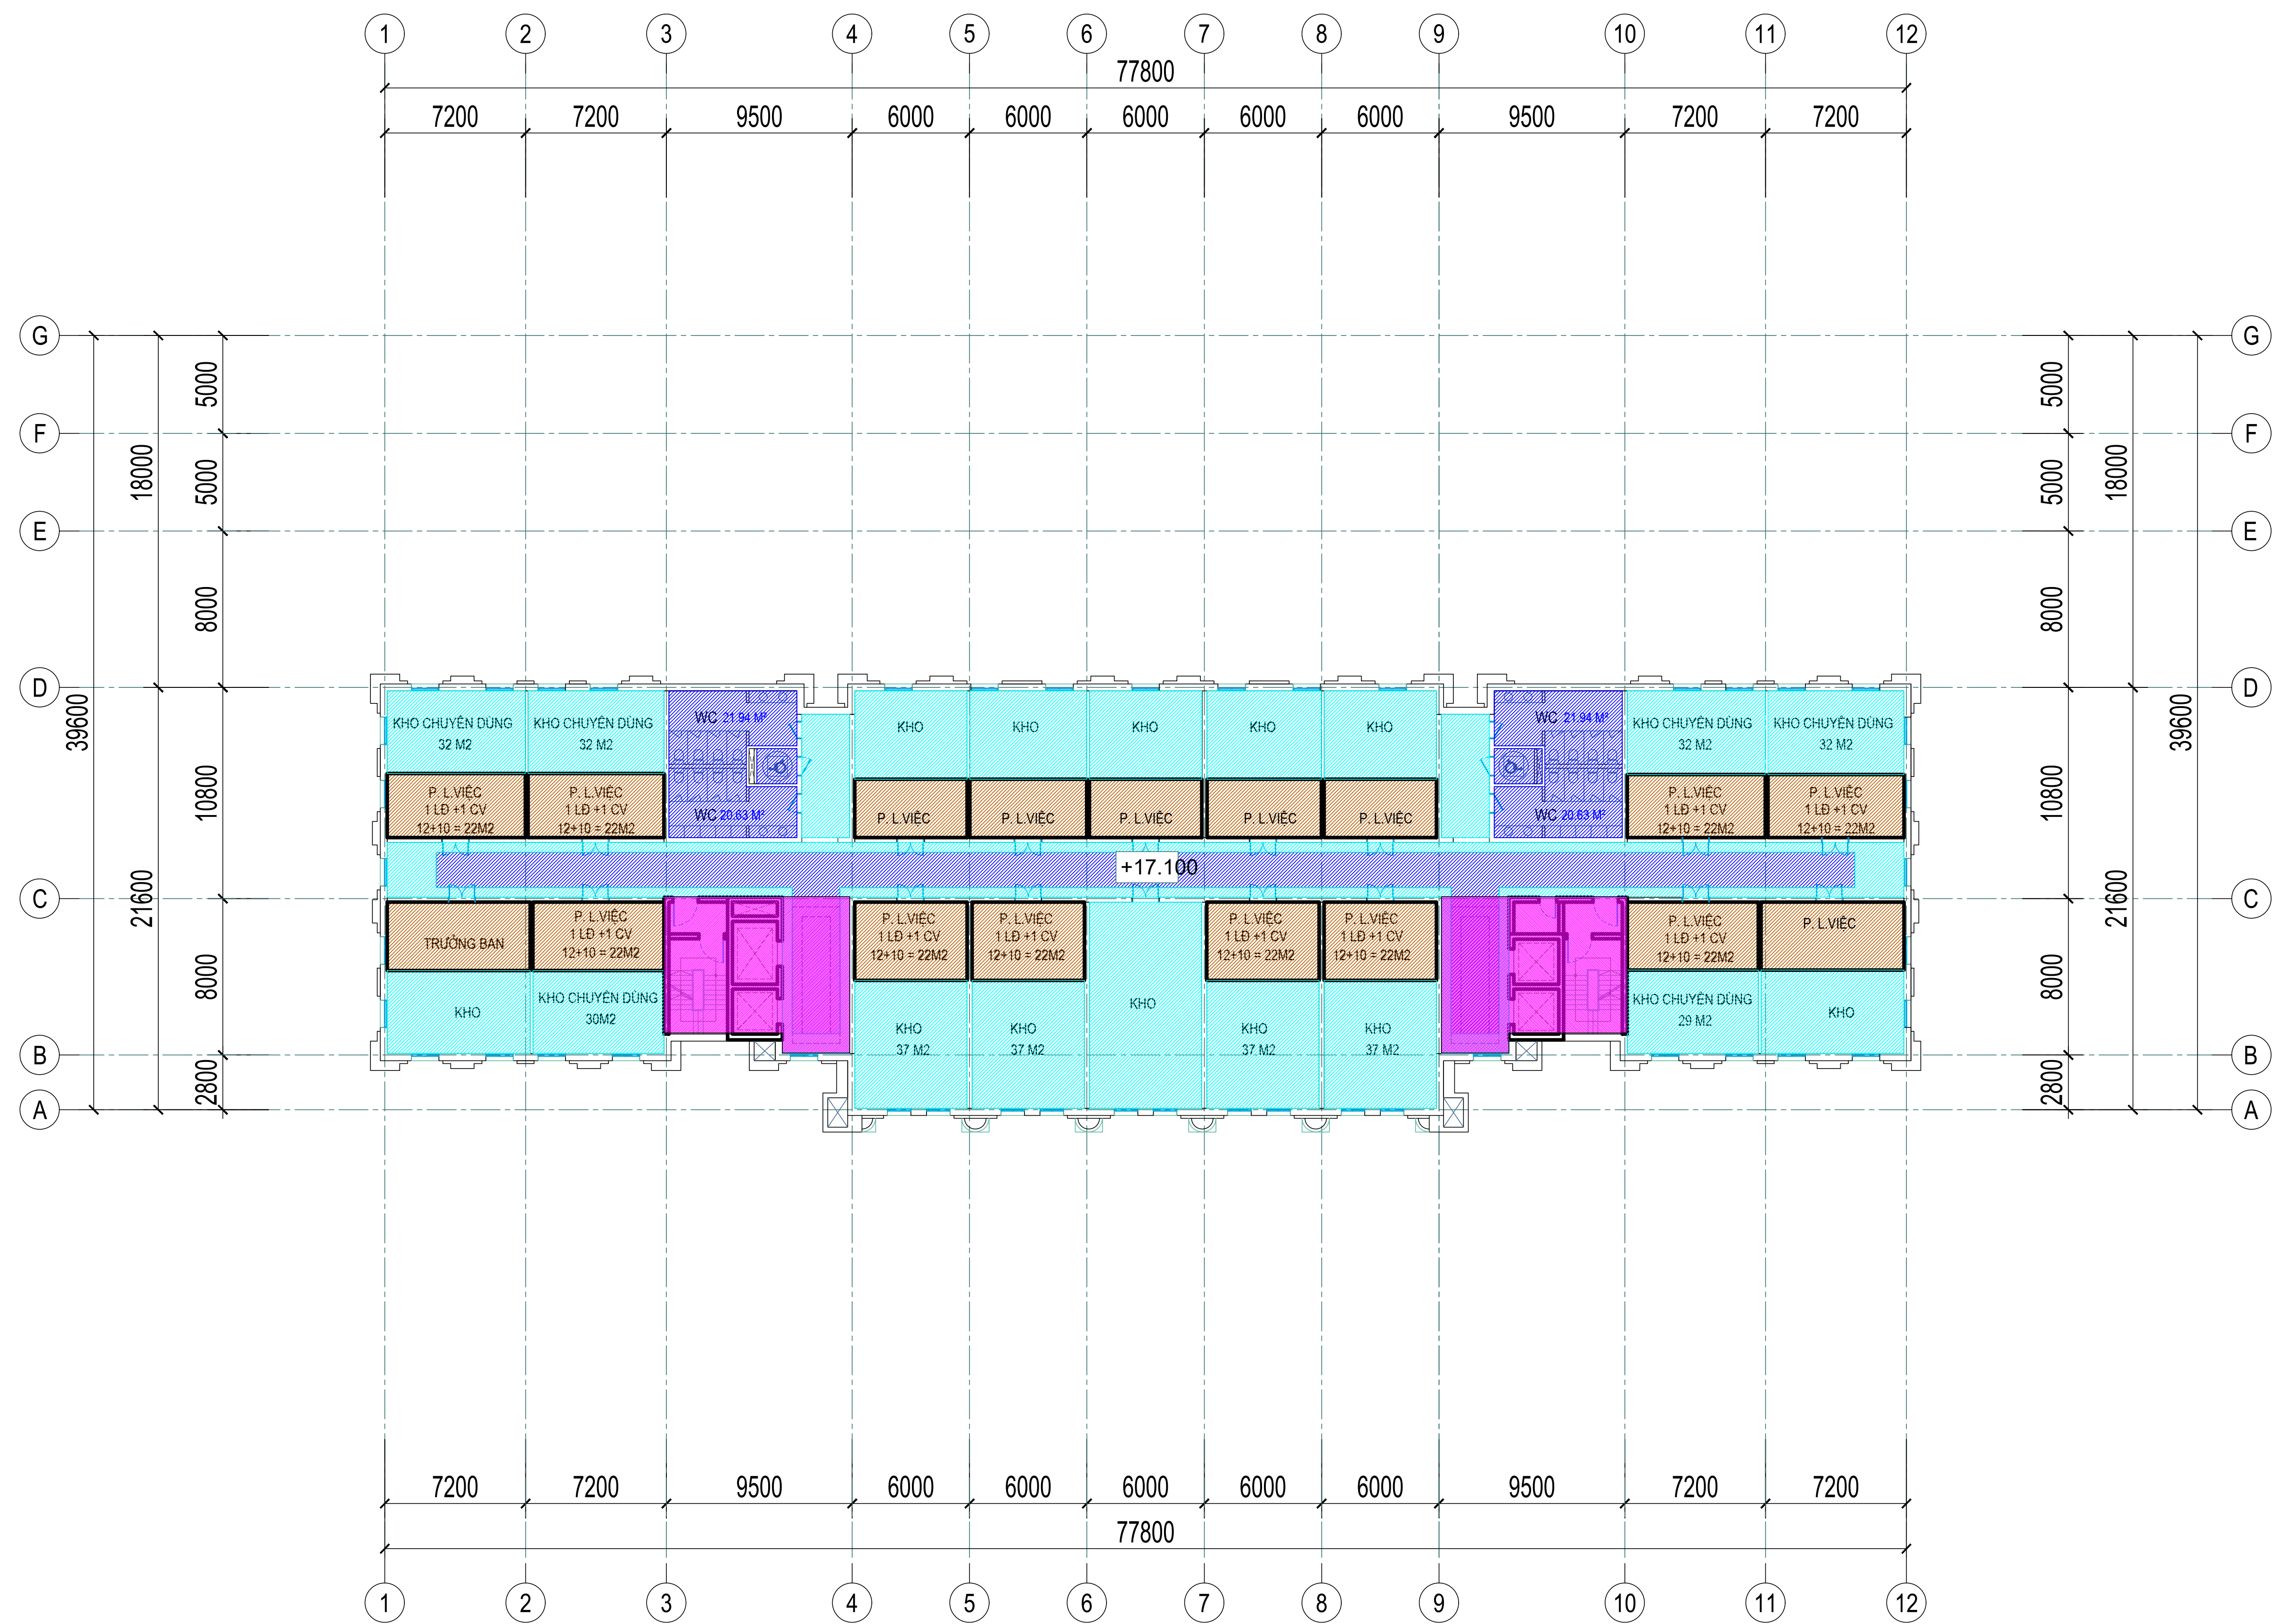 1 2 3 4 5 6 7 8 9 10 11 12
77800
7200 7200 9500 6000 6000 6000 6000 6000 9500 7200 7200
G G
5000 5000
F F
18000 18000
5000 5000
E E
8000 8000
D D
39600 39600
KHO CHUYÊN DÙNG
32 M2
KHO CHUYÊN DÙNG
32 M2
WC 21.94 M²
KHO
KHO
KHO
KHO
KHO
WC 21.94 M²
KHO CHUYÊN DÙNG
32 M2
KHO CHUYÊN DÙNG
32 M2
10800 10800
P. L.VIỆC
1 LĐ +1 CV
12+10 = 22M2
P. L.VIỆC
1 LĐ +1 CV
12+10 = 22M2
WC 20.63 M²
P. L.VIỆC
P. L.VIỆC
P. L.VIỆC
P. L.VIỆC
P. L.VIỆC
WC 20.63 M²
P. L.VIỆC
1 LĐ +1 CV
12+10 = 22M2
P. L.VIỆC
1 LĐ +1 CV
12+10 = 22M2
+17.100
21600 21600
C C
TRƯỞNG BAN
P. L.VIỆC
1 LĐ +1 CV
12+10 = 22M2
P. L.VIỆC
1 LĐ +1 CV
12+10 = 22M2
P. L.VIỆC
1 LĐ +1 CV
12+10 = 22M2
P. L.VIỆC
1 LĐ +1 CV
12+10 = 22M2
P. L.VIỆC
1 LĐ +1 CV
12+10 = 22M2
P. L.VIỆC
1 LĐ +1 CV
12+10 = 22M2
P. L.VIỆC
8000 8000
KHO
KHO CHUYÊN DÙNG
30M2
KHO
37 M2
KHO
37 M2
KHO
KHO
37 M2
KHO
37 M2
KHO CHUYÊN DÙNG
29 M2
KHO
B B
2800 2800
A A
7200 7200 9500 6000 6000 6000 6000 6000 9500 7200 7200
77800
1 2 3 4 5 6 7 8 9 10 11 12